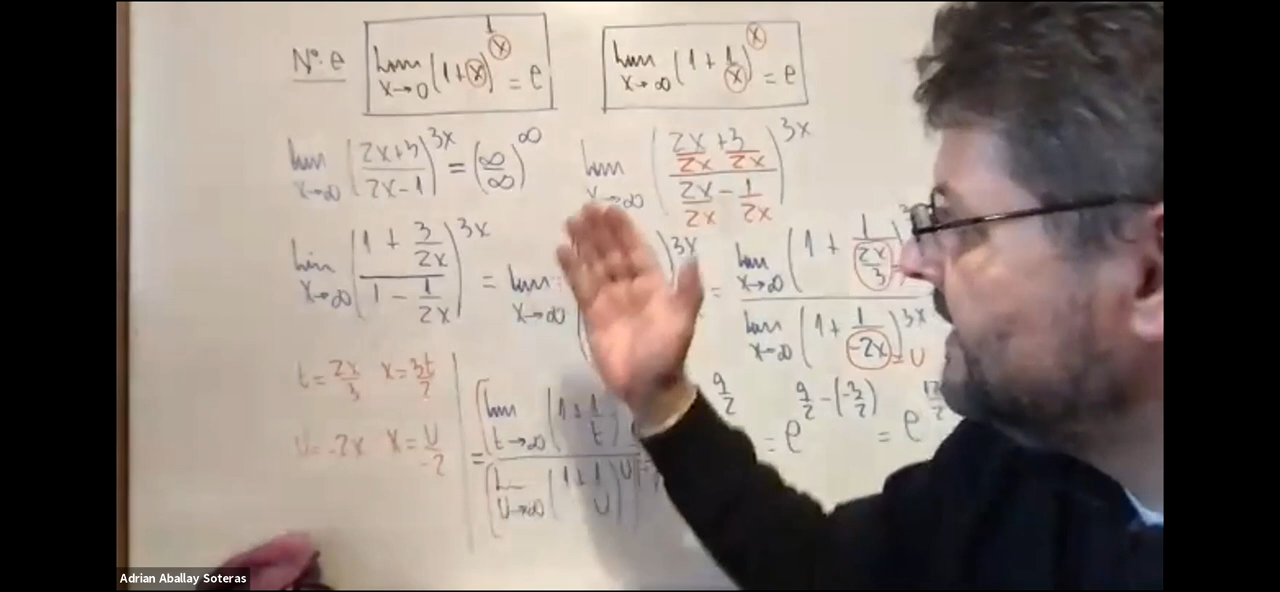 Nº e lim x→0 (1+x)^(1/x) = e lim x→∞ (1 + 1/x)^x = e
lim x→∞ ((2x+3)/(2x-1))^3x = (∞/∞)^∞ lim x→∞ ((2x/2x + 3/2x)/(2x/2x - 1/2x))^3x
lim x→∞ ((1 + 3/2x)/(1 - 1/2x))^3x = lim x→∞ ( )^3x = lim x→∞ (1 + 1/(2x/3)) / lim x→∞ (1 + 1/(-2x))^3x = u
t = 2x/3 x = 3t/2
u = -2x x = u/-2
= [lim t→∞ (1 + 1/t) / [lim u→∞ (1 + 1/u)^u] 9/2 = e^(9/2 - (-3/2)) = e
Adrian Aballay Soteras